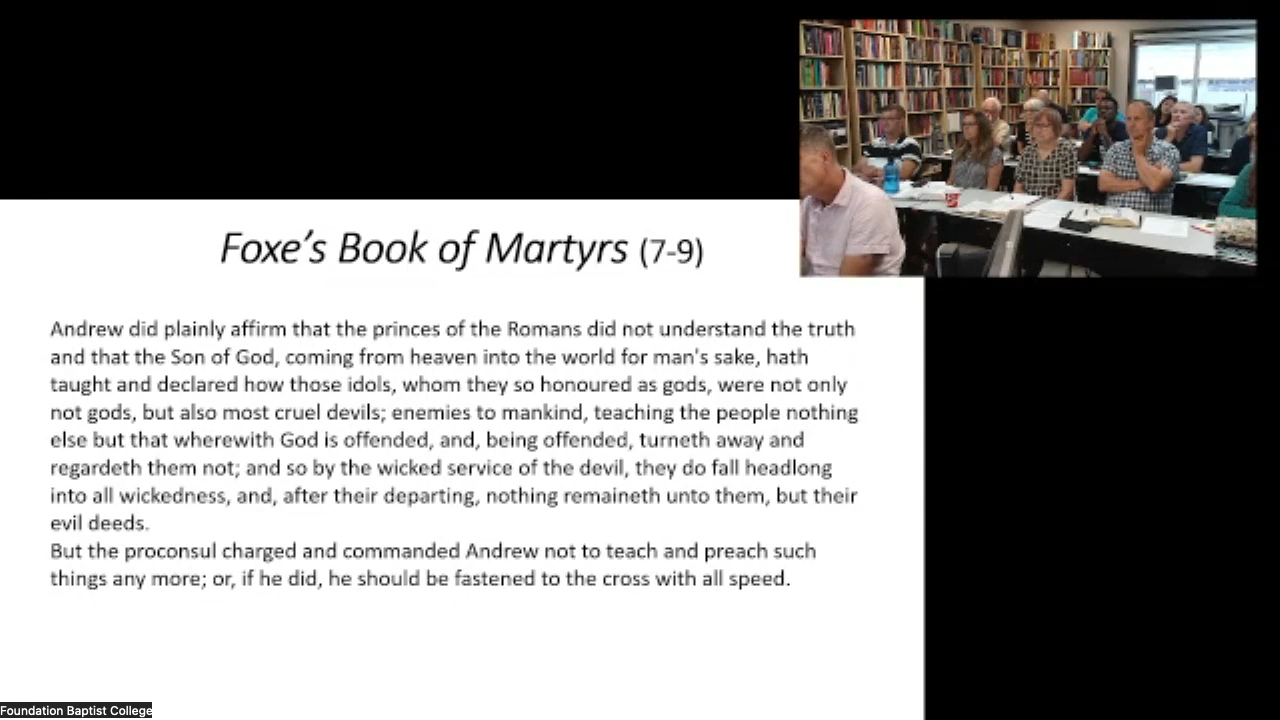 Foxe's Book of Martyrs (7-9)
Andrew did plainly affirm that the princes of the Romans did not understand the truth
and that the Son of God, coming from heaven into the world for man's sake, hath
taught and declared how those idols, whom they so honoured as gods, were not only
not gods, but also most cruel devils; enemies to mankind, teaching the people nothing
else but that wherewith God is offended, and, being offended, turneth away and
regardeth them not; and so by the wicked service of the devil, they do fall headlong
into all wickedness, and, after their departing, nothing remaineth unto them, but their
evil deeds.
But the proconsul charged and commanded Andrew not to teach and preach such
things any more; or, if he did, he should be fastened to the cross with all speed.
Foundation Baptist College